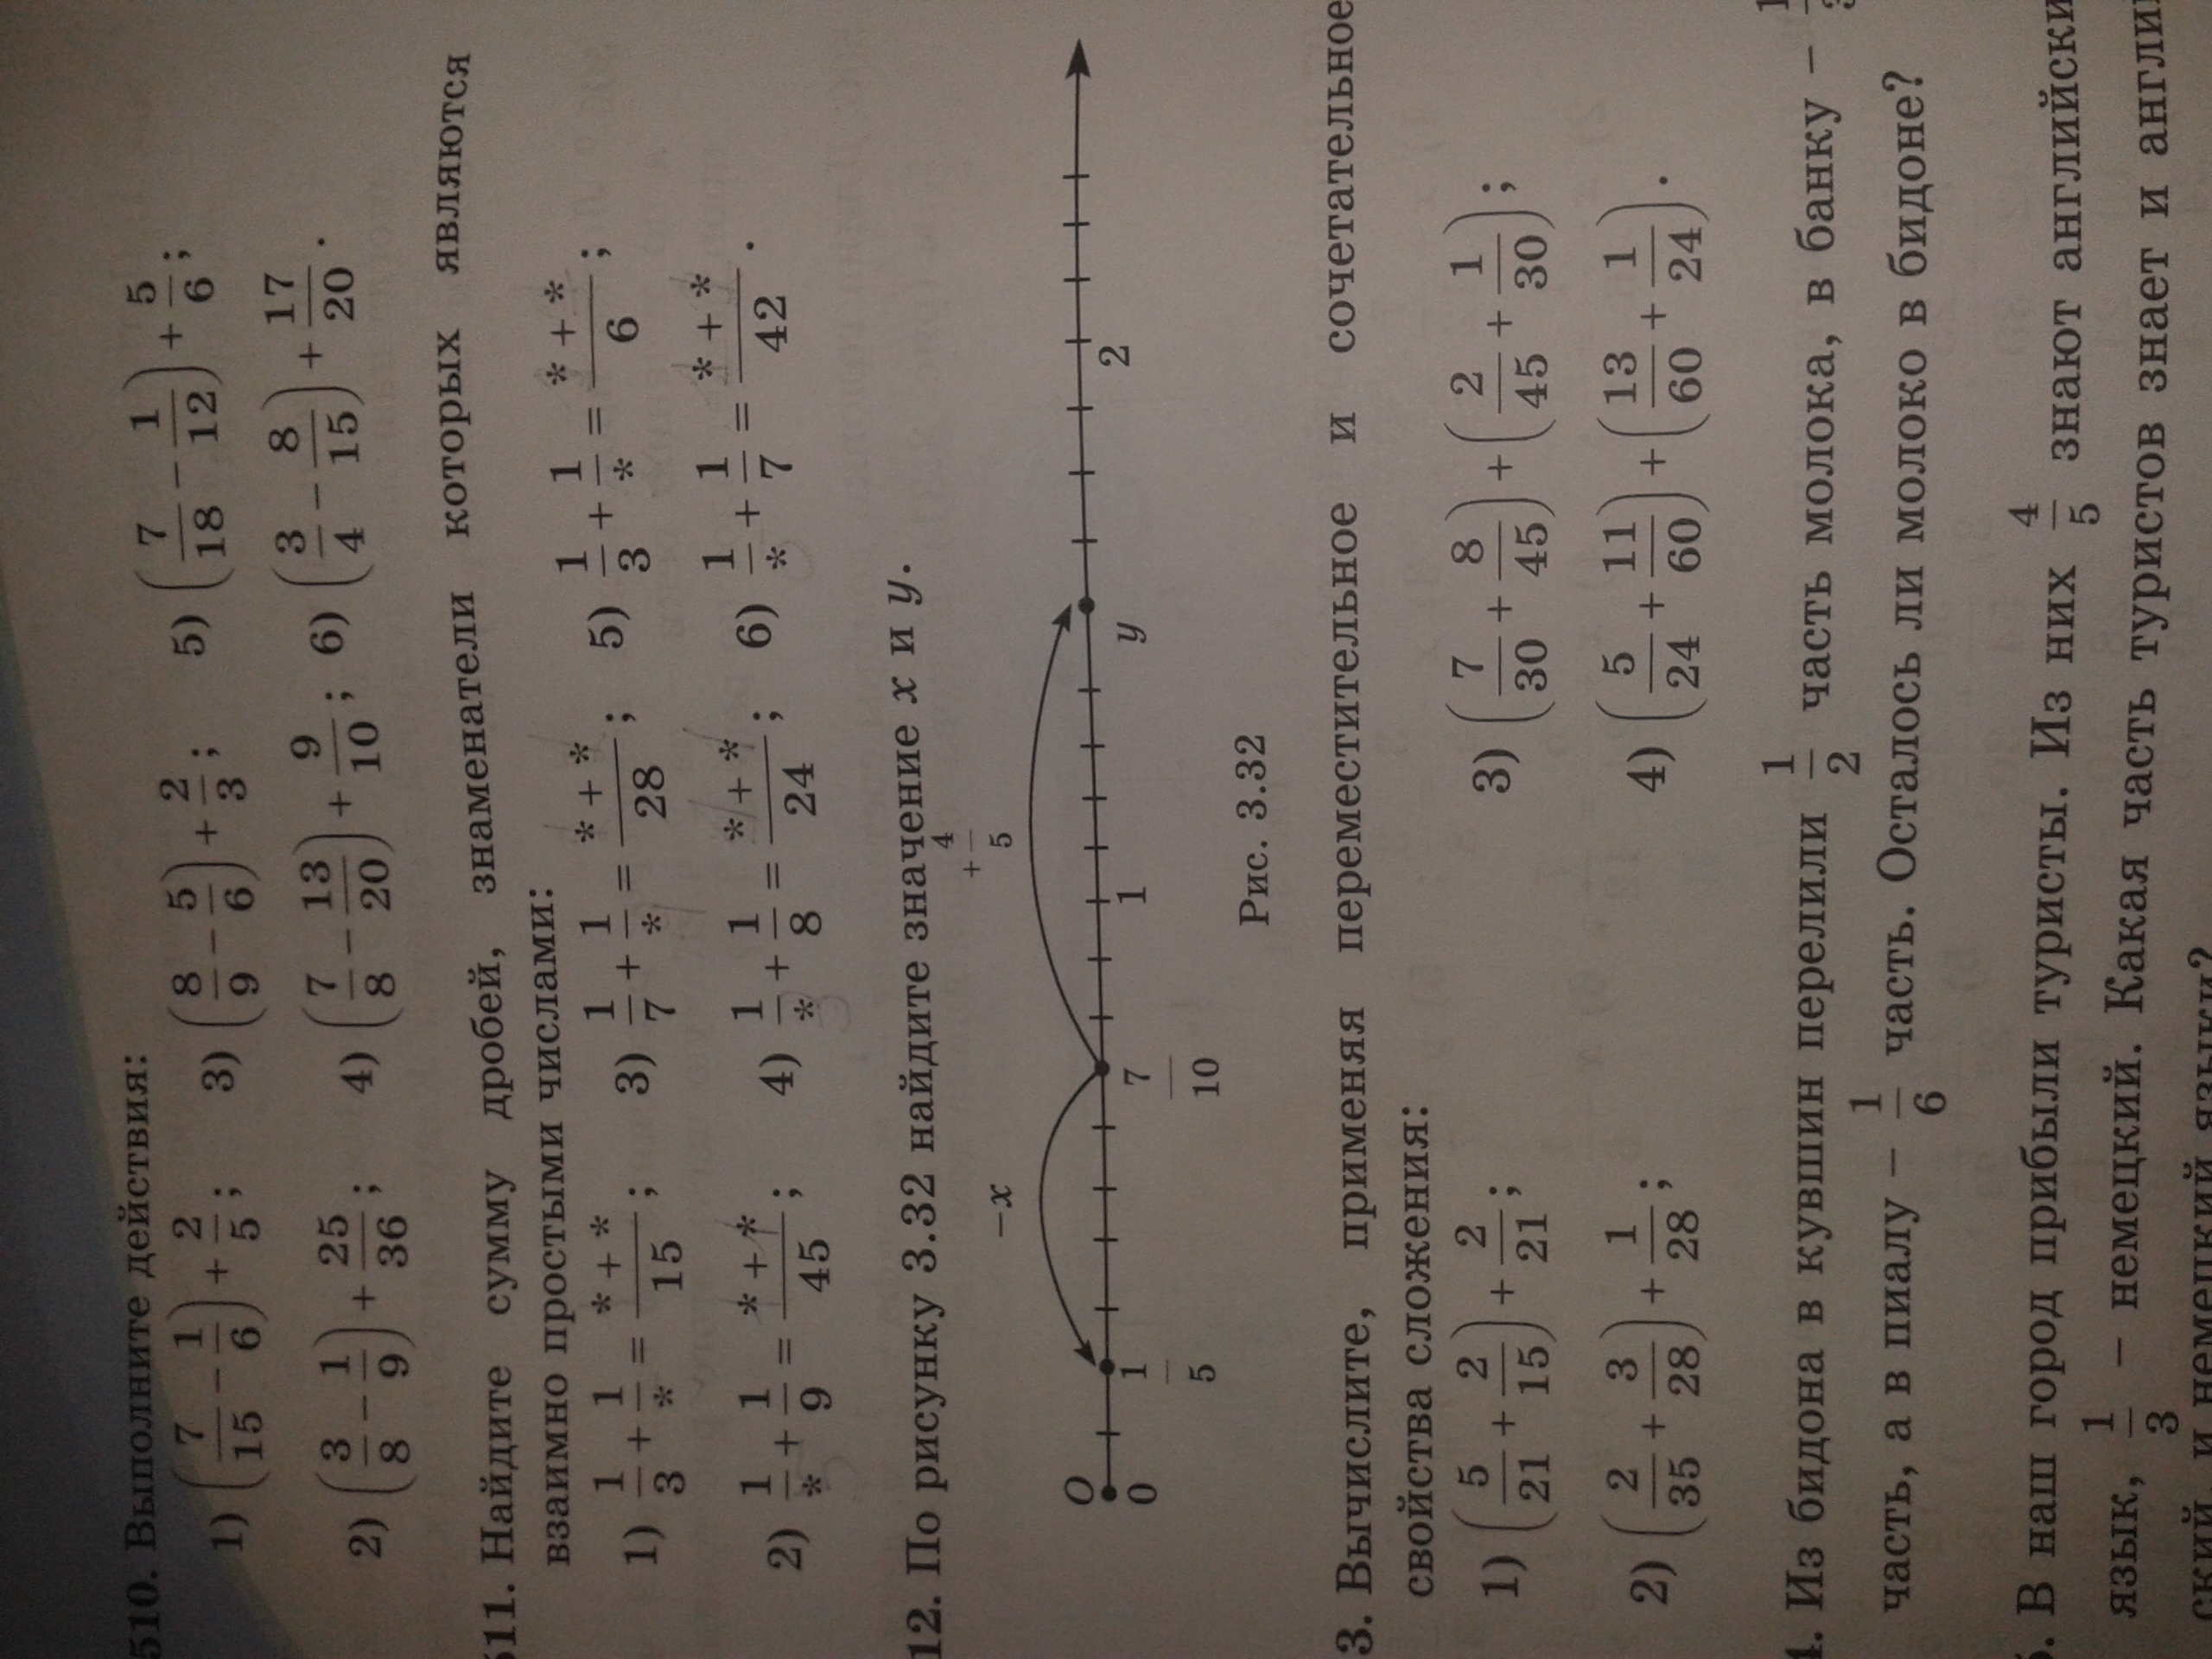 510. Выполните действия:
1) (7/15 − 1/6) + 2/5; 3) (8/9 − 5/6) + 2/3; 5) (7/18 − 1/12) + 5/6;
2) (3/8 − 1/9) + 25/36; 4) (7/8 − 13/20) + 9/10; 6) (3/4 − 8/15) + 17/20.
511. Найдите сумму дробей, знаменатели которых являются
взаимно простыми числами:
1) 1/3 + 1/* = (* + *)/15; 3) 1/7 + 1/* = (* + *)/28; 5) 1/3 + 1/* = (* + *)/6;
2) 1/* + 1/9 = (* + *)/45; 4) 1/* + 1/8 = (* + *)/24; 6) 1/* + 1/7 = (* + *)/42.
12. По рисунку 3.32 найдите значение x и y.
−x + 4/5
O
0 1/5 7/10 1 y 2
Рис. 3.32
3. Вычислите, применяя переместительное и сочетательное
свойства сложения:
1) (5/21 + 2/15) + 2/21; 3) (7/30 + 8/45) + (2/45 + 1/30);
2) (2/35 + 3/28) + 1/28; 4) (5/24 + 11/60) + (13/60 + 1/24).
4. Из бидона в кувшин перелили 1/2 часть молока, в банку −
часть, а в пиалу − 1/6 часть. Осталось ли молоко в бидоне?
. В наш город прибыли туристы. Из них 4/5 знают английски
язык, 1/3 − немецкий. Какая часть туристов знает и англи
ский, и немецкий языки?